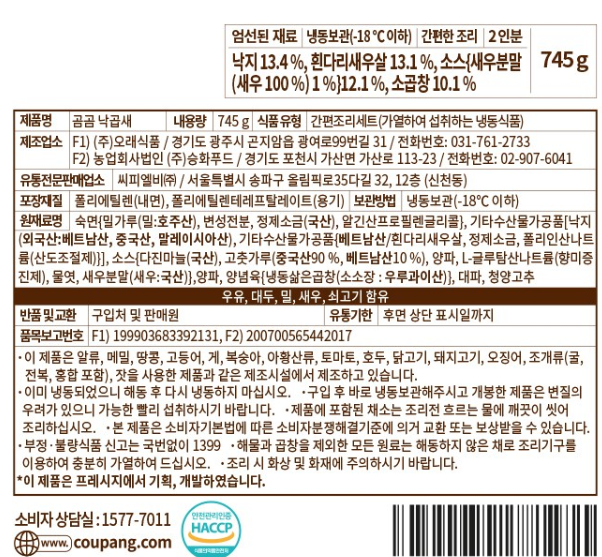 엄선된 재료 냉동보관(-18℃이하) 간편한 조리 2인분
낙지 13.4 %, 흰다리새우살 13.1 %, 소스{새우분말
(새우 100 %) 1 %}12.1 %, 소곱창 10.1 %
745 g
제품명 곰곰 낙곱새 내용량 745 g 식품유형 간편조리세트(가열하여 섭취하는 냉동식품)
제조업소 F1) (주)오래식품 / 경기도 광주시 곤지암읍 광여로99번길 31 / 전화번호: 031-761-2733
F2) 농업회사법인 (주)승화푸드 / 경기도 포천시 가산면 가산로 113-23 / 전화번호: 02-907-6041
유통전문판매업소 씨피엘비㈜ / 서울특별시 송파구 올림픽로35다길 32, 12층 (신천동)
포장재질 폴리에틸렌(내면), 폴리에틸렌테레프탈레이트(용기) 보관방법 냉동보관(-18℃ 이하)
원재료명 숙면{밀가루(밀:호주산), 변성전분, 정제소금(국산), 알긴산프로필렌글리콜}, 기타수산물가공품{낙지
(외국산:베트남산, 중국산, 말레이시아산), 기타수산물가공품{베트남산/흰다리새우살, 정제소금, 폴리인산나트
륨(산도조절제)}], 소스{다진마늘(국산), 고춧가루(중국산90 %, 베트남산10 %), 양파, L-글루탐산나트륨(향미증
진제), 물엿, 새우분말(새우:국산)},양파, 양념육{냉동삶은곱창(소소장 : 우루과이산)}, 대파, 청양고추
우유, 대두, 밀, 새우, 쇠고기 함유
반품 및 교환 구입처 및 판매원 유통기한 후면 상단 표시일까지
품목보고번호 F1) 199903683392131, F2) 200700565442017
·이 제품은 알류, 메밀, 땅콩, 고등어, 게, 복숭아, 아황산류, 토마토, 호두, 닭고기, 돼지고기, 오징어, 조개류(굴,
전복, 홍합 포함), 잣을 사용한 제품과 같은 제조시설에서 제조하고 있습니다.
·이미 냉동되었으니 해동 후 다시 냉동하지 마십시오. ·구입 후 바로 냉동보관해주시고 개봉한 제품은 변질의
우려가 있으니 가능한 빨리 섭취하시기 바랍니다. ·제품에 포함된 채소는 조리전 흐르는 물에 깨끗이 씻어
조리하십시오. ·본 제품은 소비자기본법에 따른 소비자분쟁해결기준에 의거 교환 또는 보상받을 수 있습니다.
·부정·불량식품 신고는 국번없이 1399 ·해물과 곱창을 제외한 모든 원료는 해동하지 않은 채로 조리기구를
이용하여 충분히 가열하여 드십시오. ·조리 시 화상 및 화재에 주의하시기 바랍니다.
*이 제품은 프레시지에서 기획, 개발하였습니다.
소비자 상담실 : 1577-7011
www. coupang.com
안전관리인증
HACCP
식품의약품안전처